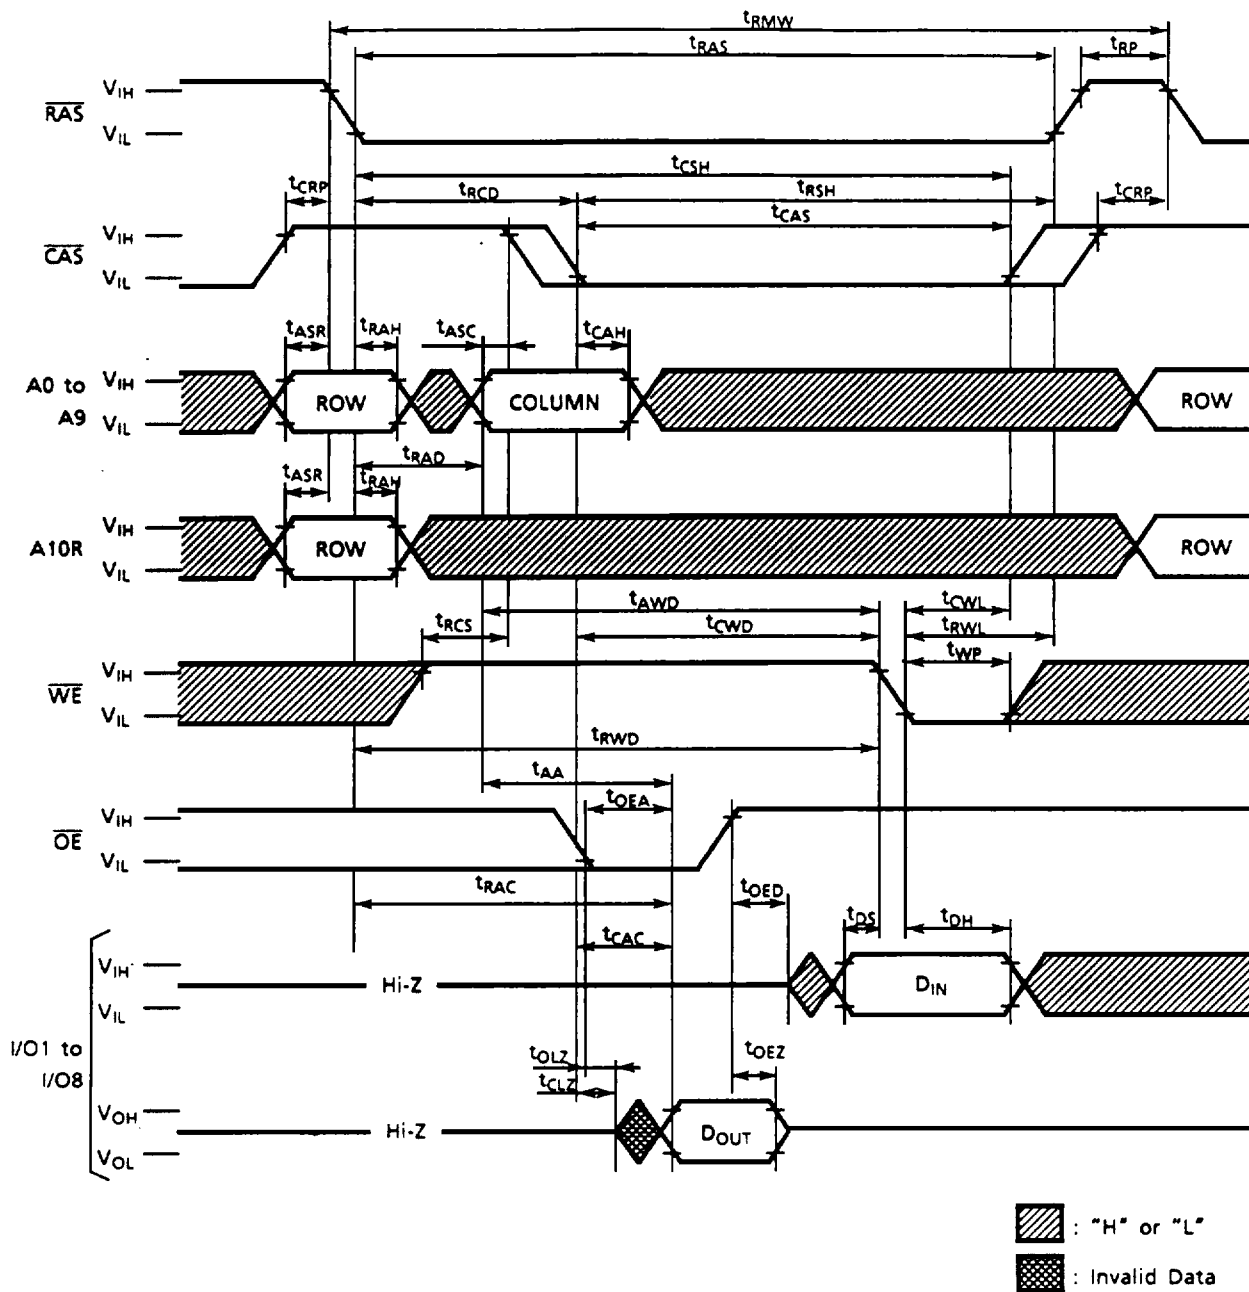 tRMW
tRAS
tRP
RAS
VIH
VIL
tCSH
tCRP
tRCD
tRSH
tCRP
tCAS
CAS
VIH
VIL
tASR
tRAH
tASC
tCAH
A0 to
A9
VIH
VIL
ROW
COLUMN
ROW
tRAD
tASR
tRAH
A10R
VIH
VIL
ROW
ROW
tAWD
tCWL
tRCS
tCWD
tRWL
tWP
WE
VIH
VIL
tRWD
tAA
tOEA
OE
VIH
VIL
tRAC
tOED
tDS
tDH
tCAC
VIH
VIL
Hi-Z
DIN
I/O1 to
I/O8
tOLZ
tOEZ
tCLZ
VOH
VOL
Hi-Z
DOUT
: "H" or "L"
: Invalid Data